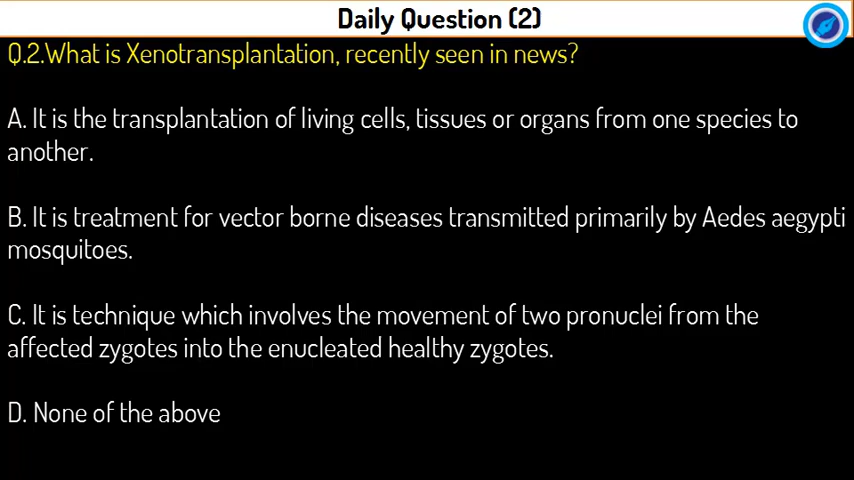 Daily Question (2)
Q.2.What is Xenotransplantation, recently seen in news?
A. It is the transplantation of living cells, tissues or organs from one species to
another.
B. It is treatment for vector borne diseases transmitted primarily by Aedes aegypti
mosquitoes.
C. It is technique which involves the movement of two pronuclei from the
affected zygotes into the enucleated healthy zygotes.
D. None of the above